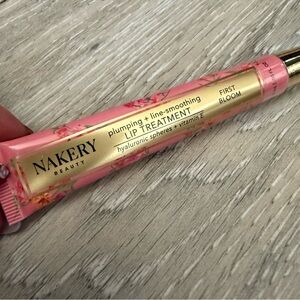 NAKERY
BEAUTY
plumping + line-smoothing
LIP TREATMENT
hyaluronic spheres + vitamin E
FIRST
BLOOM